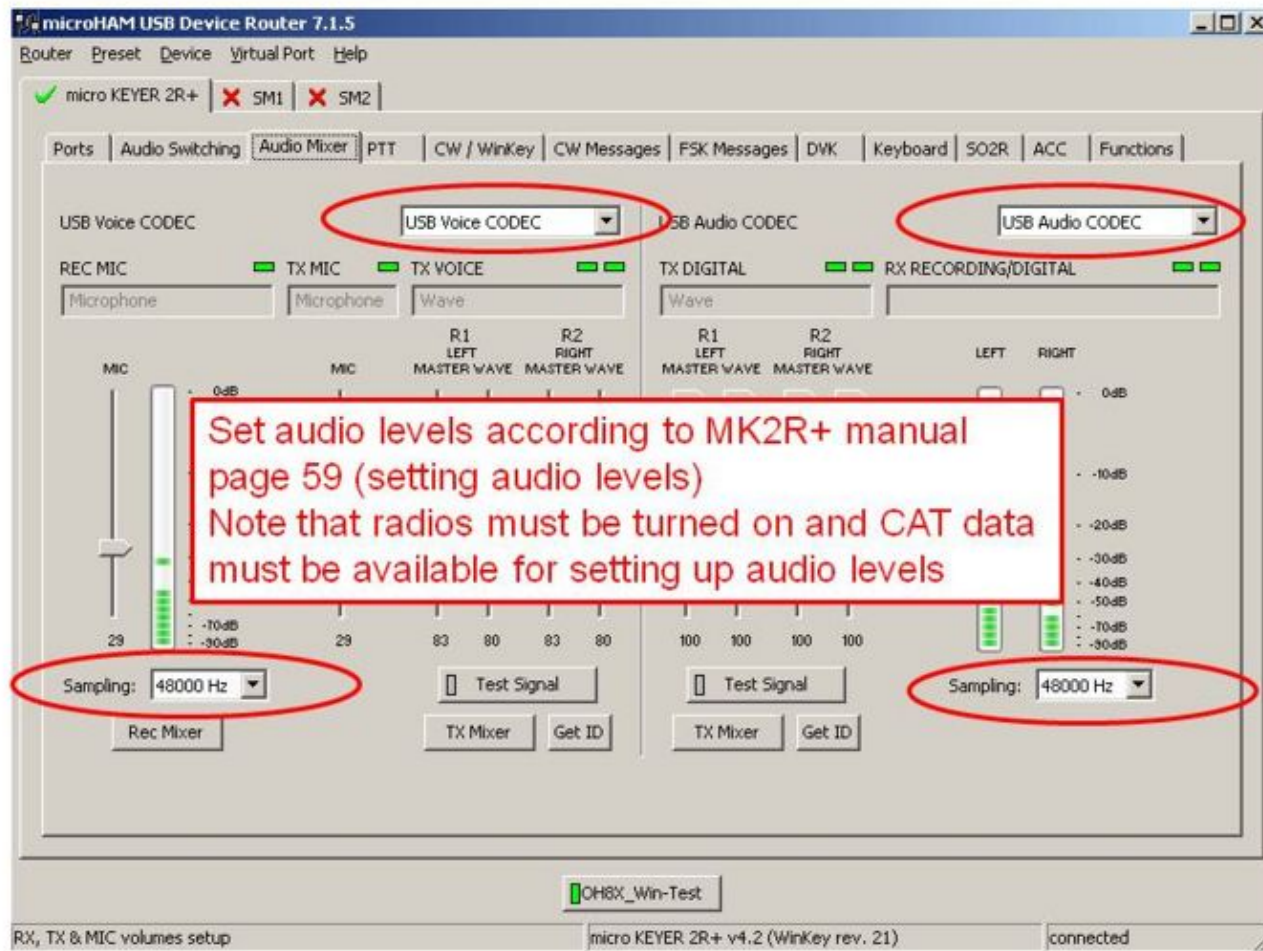 microHAM USB Device Router 7.1.5
Router Preset Device Virtual Port Help
micro KEYER 2R+ SM1 SM2
Ports Audio Switching Audio Mixer PTT CW / WinKey CW Messages FSK Messages DVK Keyboard SO2R ACC Functions
USB Voice CODEC USB Voice CODEC USB Audio CODEC USB Audio CODEC
REC MIC TX MIC TX VOICE TX DIGITAL RX RECORDING/DIGITAL
Microphone Microphone Wave Wave
R1 R2 R1 R2
LEFT RIGHT LEFT RIGHT LEFT RIGHT
MIC MIC MASTER WAVE MASTER WAVE MASTER WAVE MASTER WAVE
0dB 0dB
Set audio levels according to MK2R+ manual
page 59 (setting audio levels)
Note that radios must be turned on and CAT data
must be available for setting up audio levels
-10dB
-20dB
-30dB
-40dB
-50dB
-70dB -70dB
-90dB -90dB
29 29 83 80 83 80 100 100 100 100
Sampling: 48000 Hz Test Signal Test Signal Sampling: 48000 Hz
Rec Mixer TX Mixer Get ID TX Mixer Get ID
OH8X_Win-Test
RX, TX & MIC volumes setup micro KEYER 2R+ v4.2 (WinKey rev. 21) connected